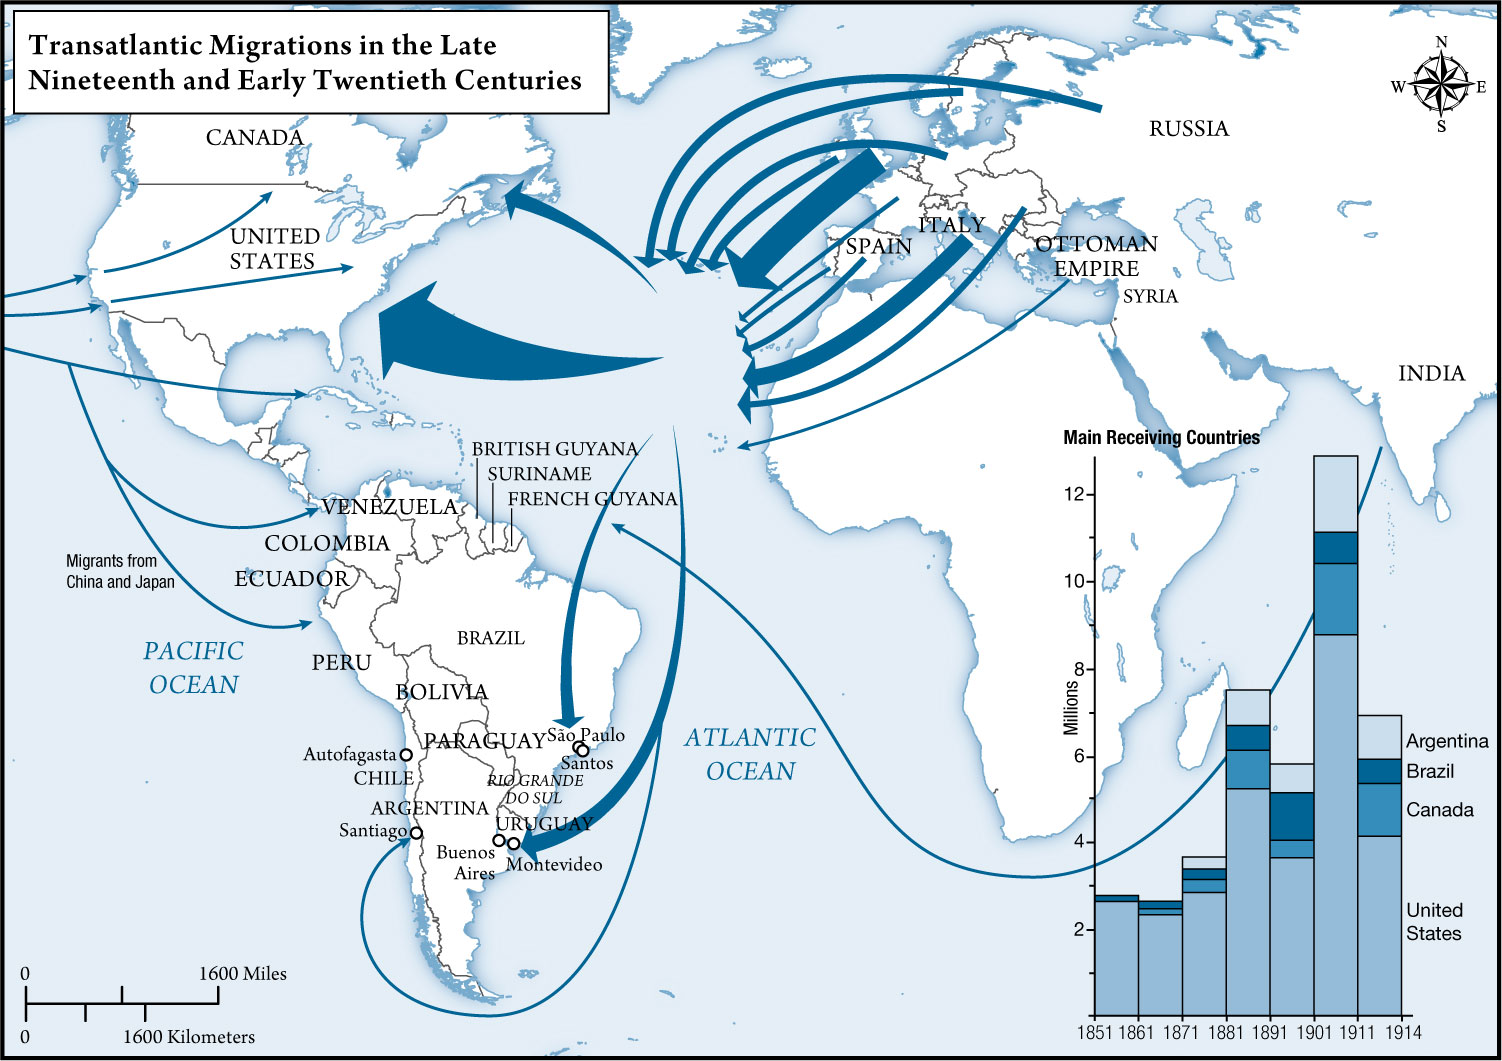 Transatlantic Migrations in the Late
Nineteenth and Early Twentieth Centuries
N
W
E
S
CANADA
RUSSIA
UNITED
STATES
ITALY
SPAIN
OTTOMAN
EMPIRE
SYRIA
INDIA
BRITISH GUYANA
SURINAME
FRENCH GUYANA
VENEZUELA
COLOMBIA
ECUADOR
Migrants from
China and Japan
PACIFIC
OCEAN
BRAZIL
PERU
BOLIVIA
PARAGUAY
São Paulo
Santos
Autofagasta
CHILE
RIO GRANDE
DO SUL
ARGENTINA
URUGUAY
Santiago
Buenos
Aires
Montevideo
ATLANTIC
OCEAN
0
1600 Miles
0
1600 Kilometers
Main Receiving Countries
Millions
12
10
8
6
4
2
1851 1861 1871 1881 1891 1901 1911 1914
Argentina
Brazil
Canada
United
States